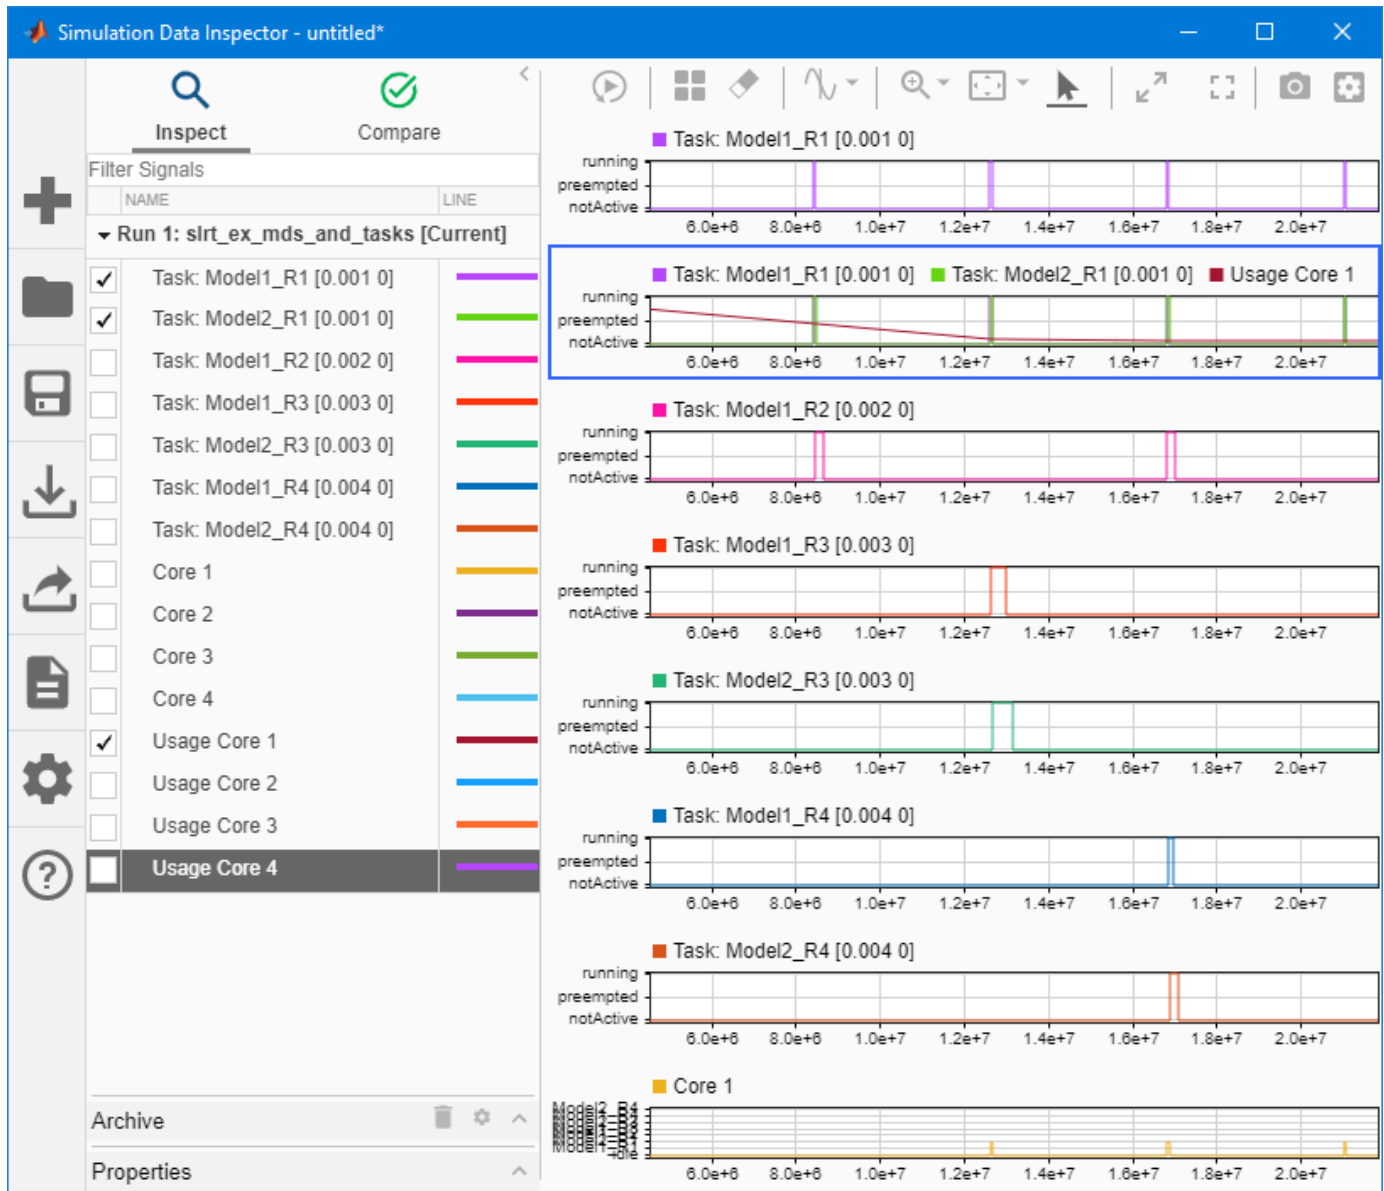 Simulation Data Inspector - untitled*
Inspect
Compare
Filter Signals
NAME
LINE
Run 1: slrt_ex_mds_and_tasks [Current]
Task: Model1_R1 [0.001 0]
Task: Model2_R1 [0.001 0]
Task: Model1_R2 [0.002 0]
Task: Model1_R3 [0.003 0]
Task: Model2_R3 [0.003 0]
Task: Model1_R4 [0.004 0]
Task: Model2_R4 [0.004 0]
Core 1
Core 2
Core 3
Core 4
Usage Core 1
Usage Core 2
Usage Core 3
Usage Core 4
Archive
Properties
Task: Model1_R1 [0.001 0]
running
preempted
notActive
6.0e+6 8.0e+6 1.0e+7 1.2e+7 1.4e+7 1.6e+7 1.8e+7 2.0e+7
Task: Model1_R1 [0.001 0] Task: Model2_R1 [0.001 0] Usage Core 1
running
preempted
notActive
6.0e+6 8.0e+6 1.0e+7 1.2e+7 1.4e+7 1.6e+7 1.8e+7 2.0e+7
Task: Model1_R2 [0.002 0]
running
preempted
notActive
6.0e+6 8.0e+6 1.0e+7 1.2e+7 1.4e+7 1.6e+7 1.8e+7 2.0e+7
Task: Model1_R3 [0.003 0]
running
preempted
notActive
6.0e+6 8.0e+6 1.0e+7 1.2e+7 1.4e+7 1.6e+7 1.8e+7 2.0e+7
Task: Model2_R3 [0.003 0]
running
preempted
notActive
6.0e+6 8.0e+6 1.0e+7 1.2e+7 1.4e+7 1.6e+7 1.8e+7 2.0e+7
Task: Model1_R4 [0.004 0]
running
preempted
notActive
6.0e+6 8.0e+6 1.0e+7 1.2e+7 1.4e+7 1.6e+7 1.8e+7 2.0e+7
Task: Model2_R4 [0.004 0]
running
preempted
notActive
6.0e+6 8.0e+6 1.0e+7 1.2e+7 1.4e+7 1.6e+7 1.8e+7 2.0e+7
Core 1
Model2_R4
Model1_R1
6.0e+6 8.0e+6 1.0e+7 1.2e+7 1.4e+7 1.6e+7 1.8e+7 2.0e+7